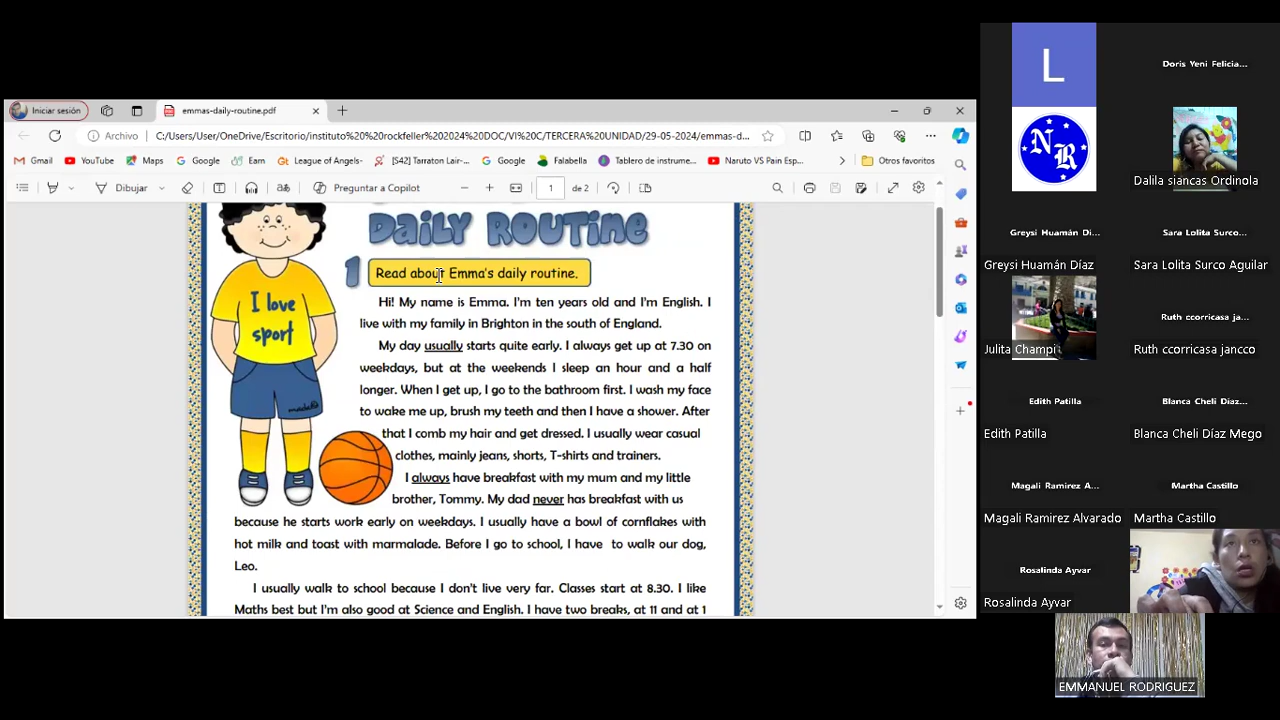 Iniciar sesión
emmas-daily-routine.pdf
Archivo
C:/Users/User/OneDrive/Escritorio/instituto%20%20rockfeller%202024%20DOC/VI%20C/TERCERA%20UNIDAD/29-05-2024/emmas-d...
Gmail YouTube Maps Google Earn League of Angels- [S42] Tarraton Lair-... Google Falabella Tablero de instrume... Naruto VS Pain Esp... Otros favoritos
Dibujar Preguntar a Copilot 1 de 2
DAILY ROUTINE
1 Read about Emma's daily routine.
I love
sport
Hi! My name is Emma. I'm ten years old and I'm English. I
live with my family in Brighton in the south of England.
My day usually starts quite early. I always get up at 7.30 on
weekdays, but at the weekends I sleep an hour and a half
longer. When I get up, I go to the bathroom first. I wash my face
to wake me up, brush my teeth and then I have a shower. After
that I comb my hair and get dressed. I usually wear casual
clothes, mainly jeans, shorts, T-shirts and trainers.
I always have breakfast with my mum and my little
brother, Tommy. My dad never has breakfast with us
because he starts work early on weekdays. I usually have a bowl of cornflakes with
hot milk and toast with marmalade. Before I go to school, I have to walk our dog,
Leo.
I usually walk to school because I don't live very far. Classes start at 8.30. I like
Maths best but I'm also good at Science and English. I have two breaks, at 11 and at 1
L
Doris Yeni Felicia...
NR
Dalila siancas Ordinola
Greysi Huamán Dí...
Greysi Huamán Díaz
Sara Lolita Surco...
Sara Lolita Surco Aguilar
Julita Champi
Ruth ccorricasa ja...
Ruth ccorricasa jancco
Edith Patilla
Edith Patilla
Blanca Cheli Díaz...
Blanca Cheli Díaz Mego
Magali Ramirez A...
Magali Ramirez Alvarado
Martha Castillo
Martha Castillo
Rosalinda Ayvar
Rosalinda Ayvar
EMMANUEL RODRIGUEZ